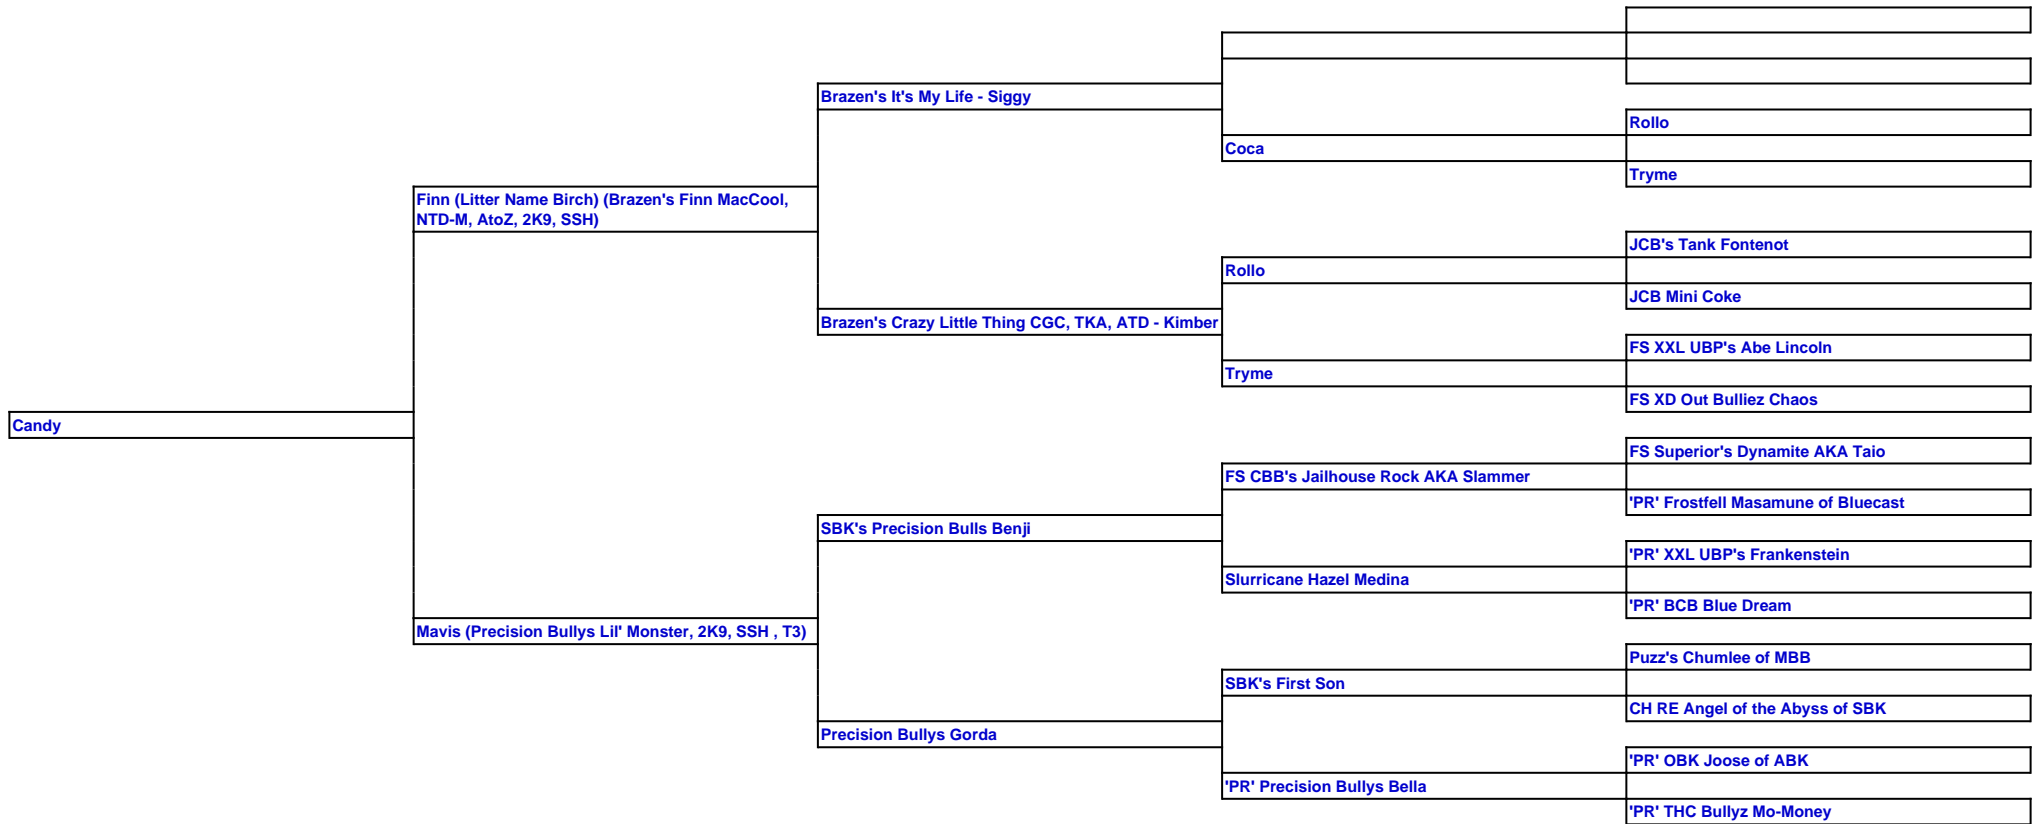 Brazen's It's My Life - Siggy
Rollo
Coca
Tryme
Finn (Litter Name Birch) (Brazen's Finn MacCool,
NTD-M, AtoZ, 2K9, SSH)
JCB's Tank Fontenot
Rollo
JCB Mini Coke
Brazen's Crazy Little Thing CGC, TKA, ATD - Kimber
FS XXL UBP's Abe Lincoln
Tryme
FS XD Out Bulliez Chaos
Candy
FS Superior's Dynamite AKA Taio
FS CBB's Jailhouse Rock AKA Slammer
'PR' Frostfell Masamune of Bluecast
SBK's Precision Bulls Benji
'PR' XXL UBP's Frankenstein
Slurricane Hazel Medina
'PR' BCB Blue Dream
Mavis (Precision Bullys Lil' Monster, 2K9, SSH , T3)
Puzz's Chumlee of MBB
SBK's First Son
CH RE Angel of the Abyss of SBK
Precision Bullys Gorda
'PR' OBK Joose of ABK
'PR' Precision Bullys Bella
'PR' THC Bullyz Mo-Money